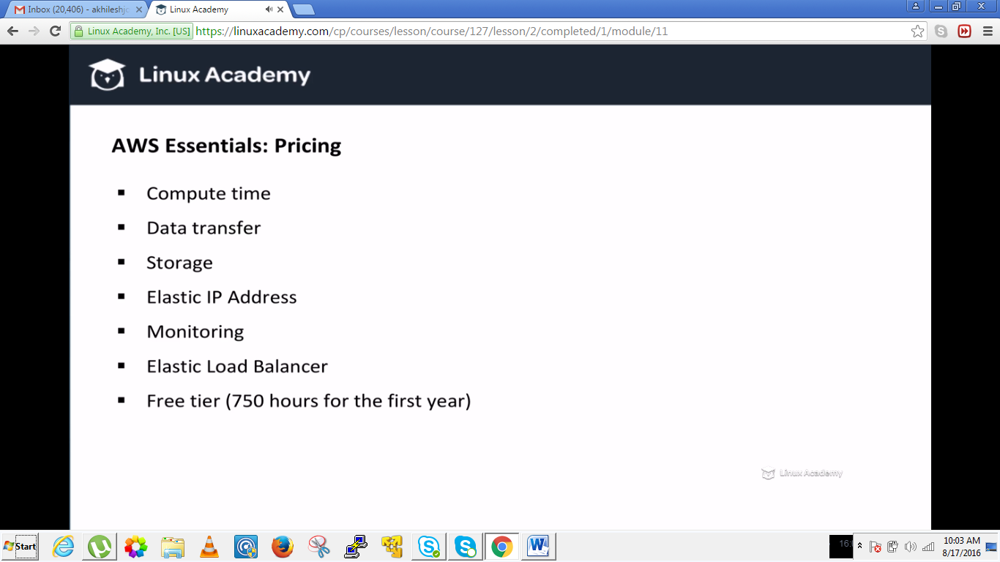 Inbox (20,406) - akhileshjc
Linux Academy
Linux Academy, Inc. [US]
https://linuxacademy.com/cp/courses/lesson/course/127/lesson/2/completed/1/module/11
Linux Academy
AWS Essentials: Pricing
▪ Compute time
▪ Data transfer
▪ Storage
▪ Elastic IP Address
▪ Monitoring
▪ Elastic Load Balancer
▪ Free tier (750 hours for the first year)
Linux Academy
Start
10:03 AM
8/17/2016